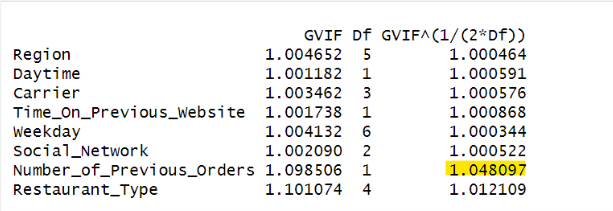 GVIF Df GVIF^(1/(2*Df))
Region 1.004652 5 1.000464
Daytime 1.001182 1 1.000591
Carrier 1.003462 3 1.000576
Time_On_Previous_Website 1.001738 1 1.000868
Weekday 1.004132 6 1.000344
Social_Network 1.002090 2 1.000522
Number_of_Previous_Orders 1.098506 1 1.048097
Restaurant_Type 1.101074 4 1.012109